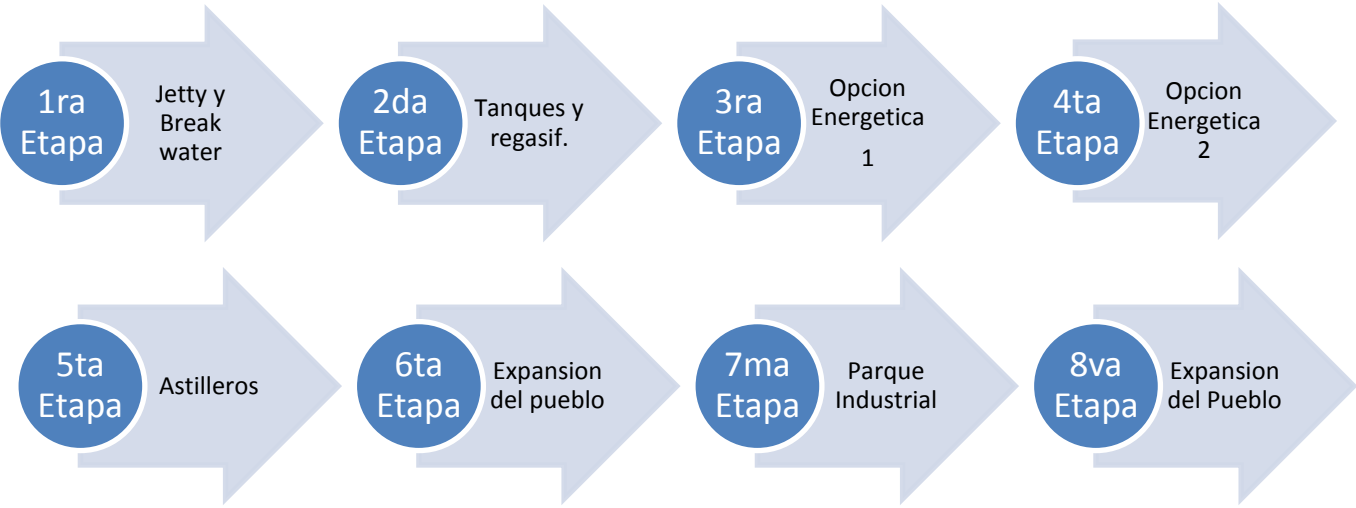 1ra
Etapa
Jetty y
Break
water
2da
Etapa
Tanques y
regasif.
3ra
Etapa
Opcion
Energetica
1
4ta
Etapa
Opcion
Energetica
2
5ta
Etapa
Astilleros
6ta
Etapa
Expansion
del pueblo
7ma
Etapa
Parque
Industrial
8va
Etapa
Expansion
del Pueblo